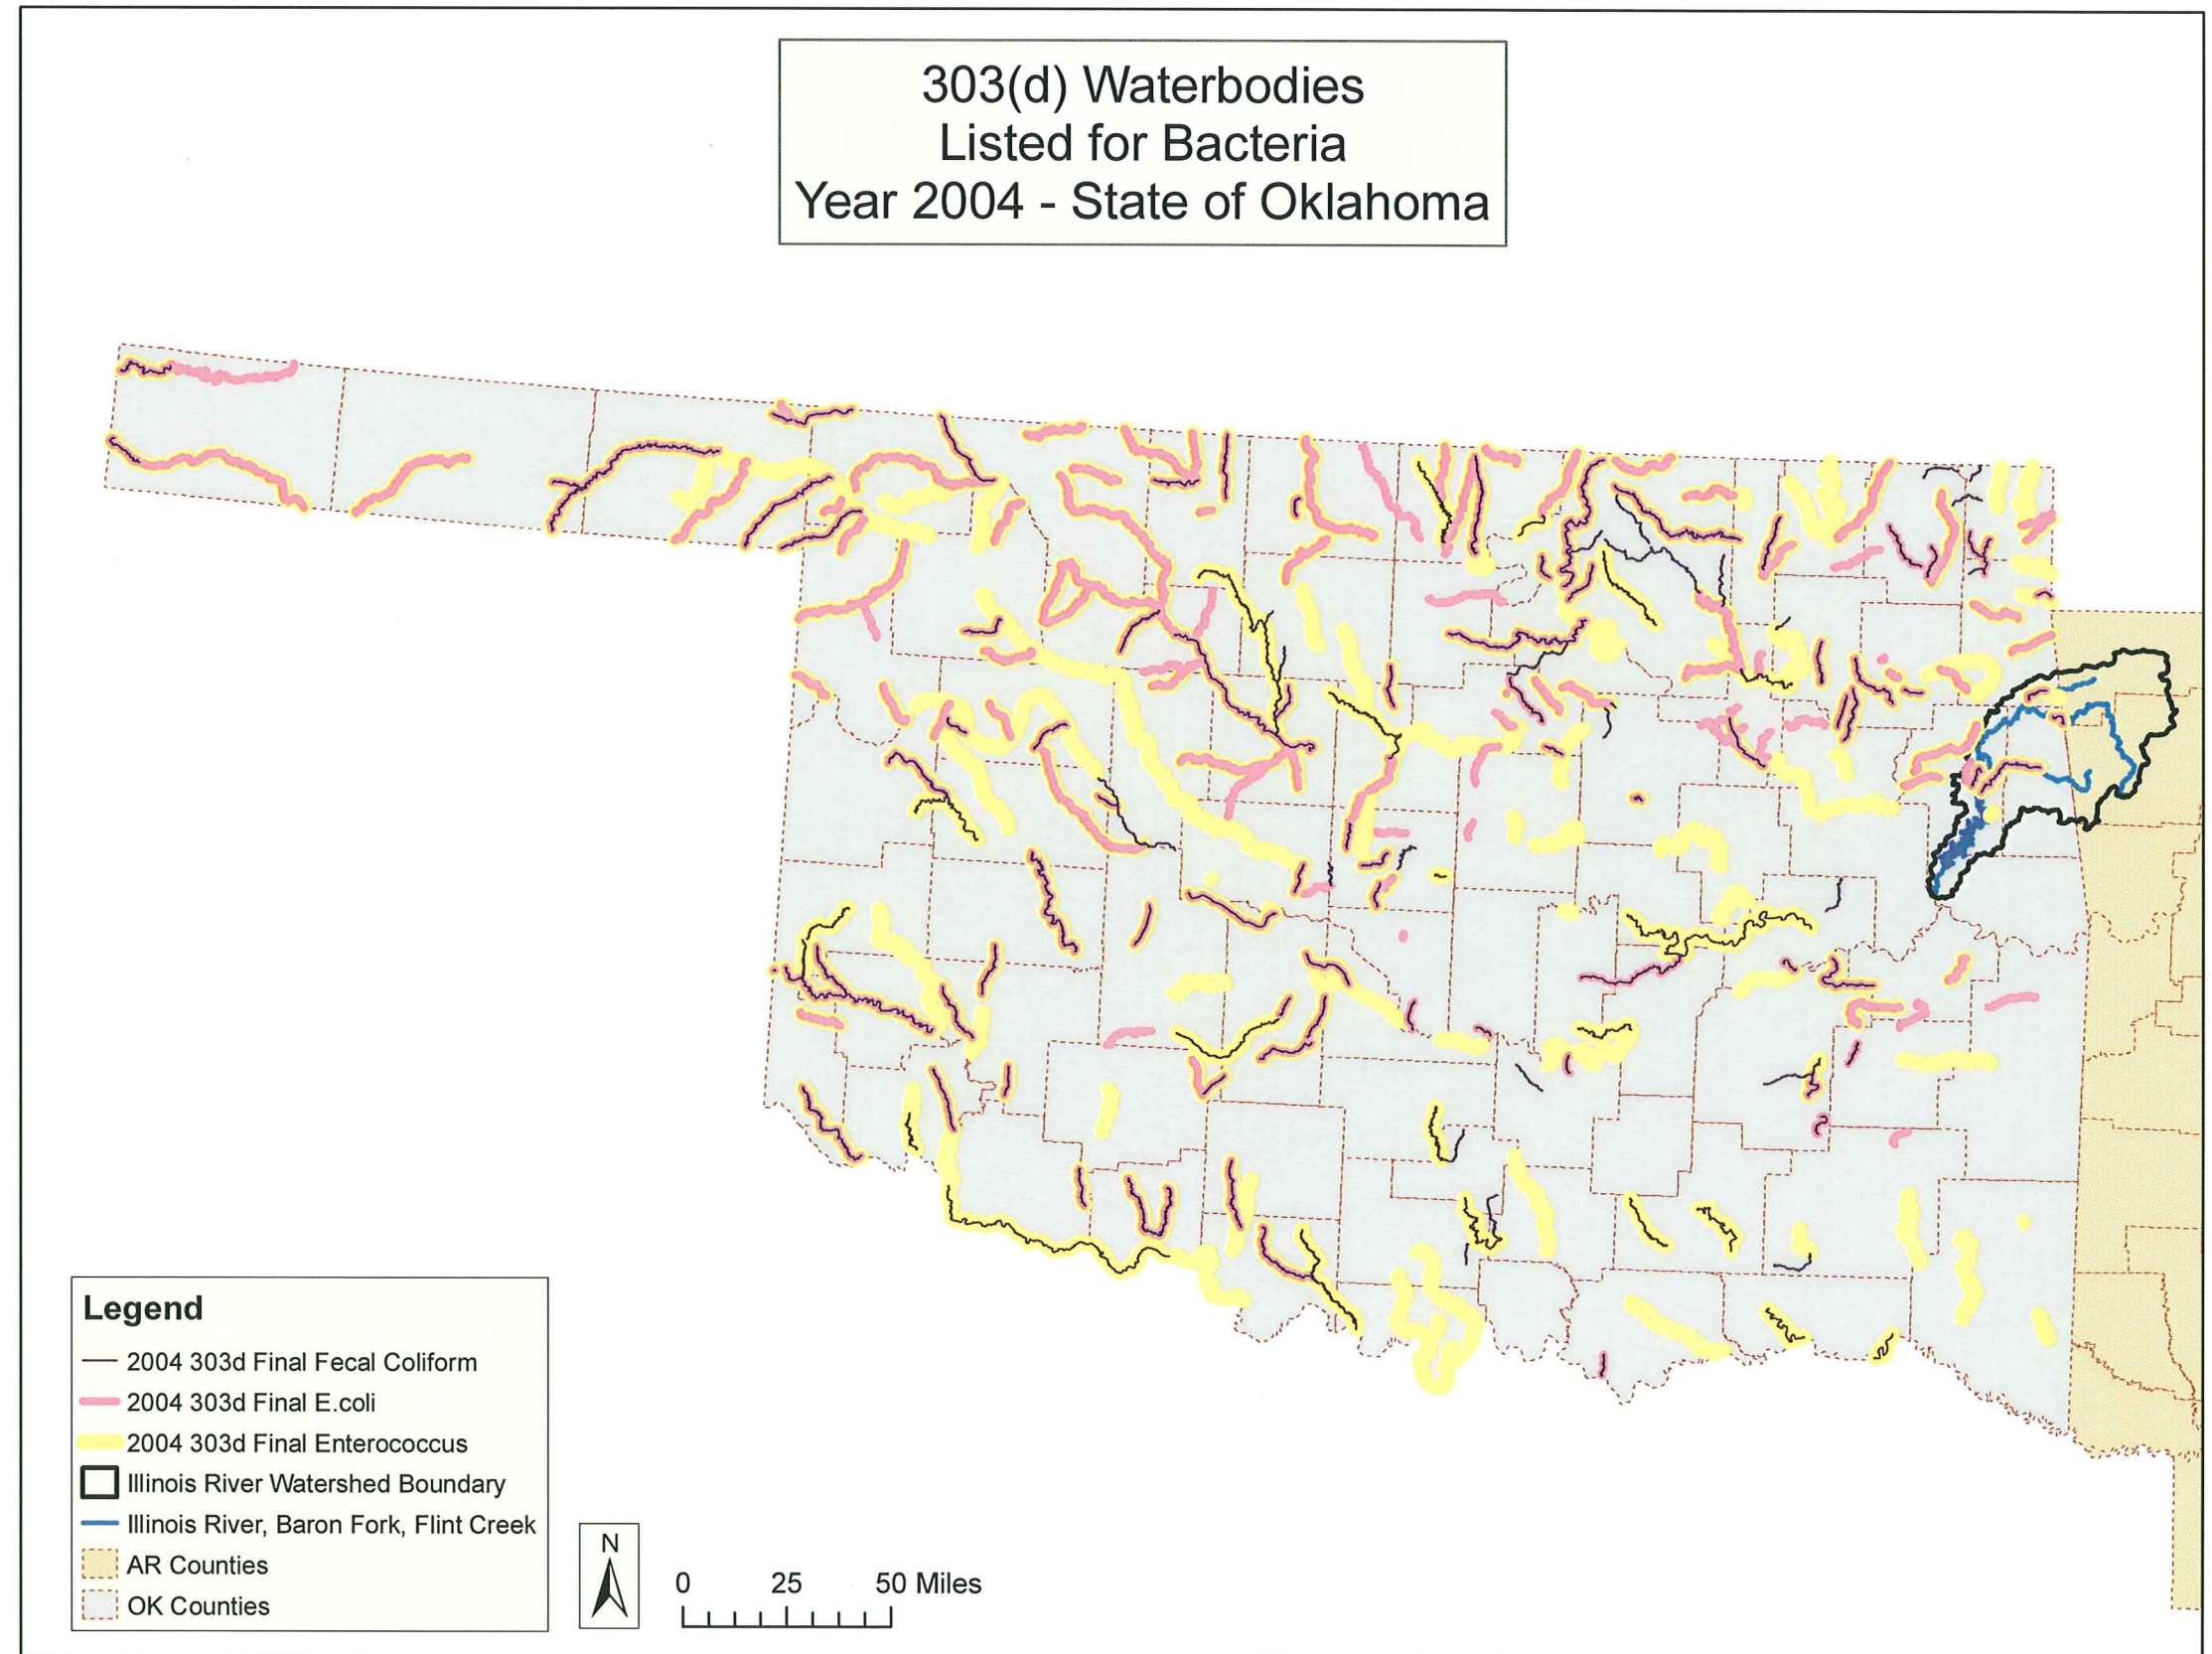 303(d) Waterbodies
Listed for Bacteria
Year 2004 - State of Oklahoma
Legend
2004 303d Final Fecal Coliform
2004 303d Final E.coli
2004 303d Final Enterococcus
Illinois River Watershed Boundary
Illinois River, Baron Fork, Flint Creek
AR Counties
OK Counties
N
0 25 50 Miles